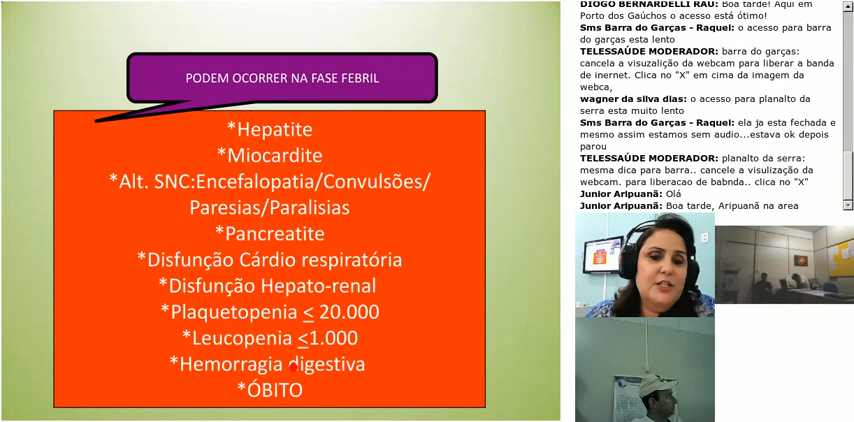 PODEM OCORRER NA FASE FEBRIL
*Hepatite
*Miocardite
*Alt. SNC:Encefalopatia/Convulsões/
Paresias/Paralisias
*Pancreatite
*Disfunção Cárdio respiratória
*Disfunção Hepato-renal
*Plaquetopenia ≤ 20.000
*Leucopenia ≤1.000
*Hemorragia digestiva
*ÓBITO
DIOGO BERNARDELLI RAU: Boa tarde! Aqui em
Porto dos Gaúchos o acesso está ótimo!
Sms Barra do Garças - Raquel: o acesso para barra
do garças esta lento
TELESSAÚDE MODERADOR: barra do garças:
cancela a visuzalição da webcam para liberar a banda
de inernet. Clica no "X" em cima da imagem da
webca,
wagner da silva dias: o acesso para planalto da
serra esta muito lento
Sms Barra do Garças - Raquel: ela ja esta fechada e
mesmo assim estamos sem audio...estava ok depois
parou
TELESSAÚDE MODERADOR: planalto da serra:
mesma dica para barra.. cancele a visulização da
webcam. para liberacao de babnda.. clica no "X"
Junior Aripuanã: Olá
Junior Aripuanã: Boa tarde, Aripuanã na area